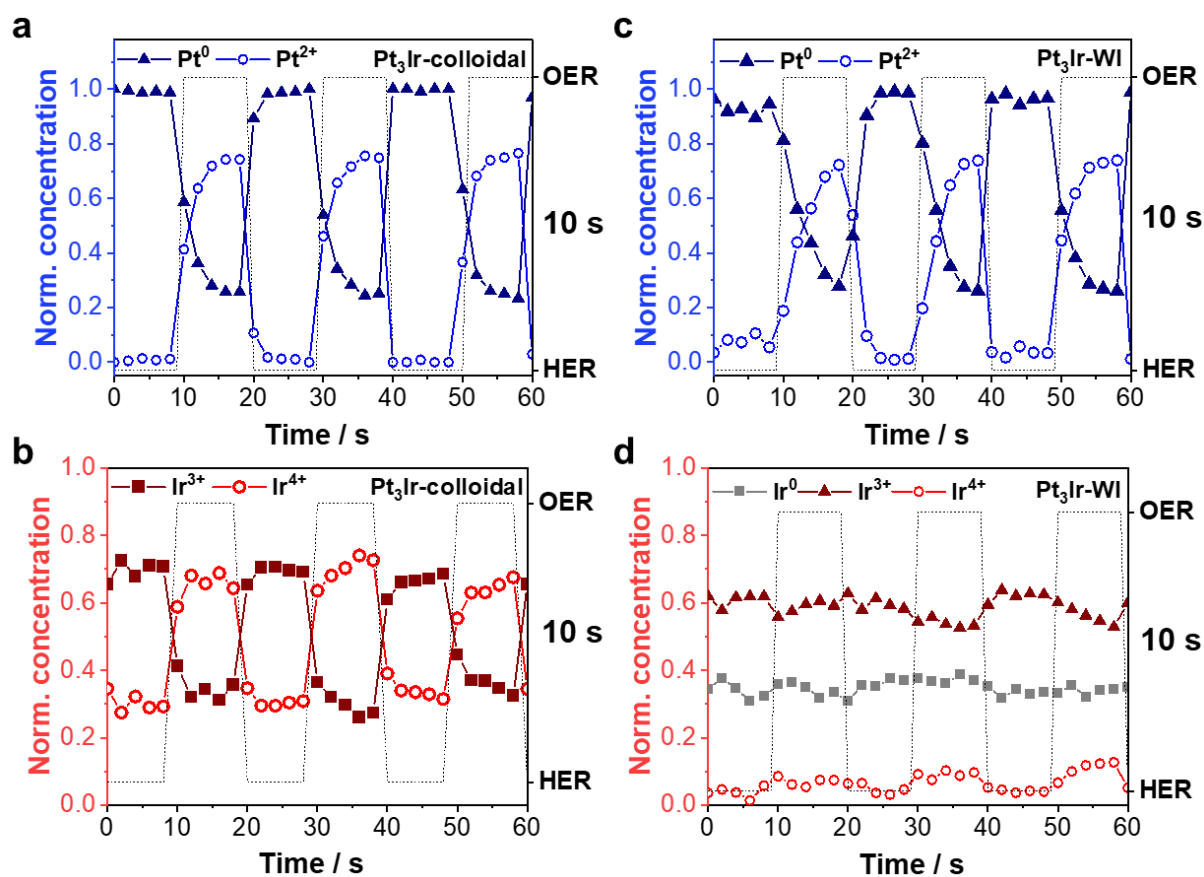 a
Pt⁰ Pt²⁺ Pt₃Ir-colloidal
OER
1.0
0.8
0.6
0.4
0.2
0.0
Norm. concentration
10 s
HER
0 10 20 30 40 50 60
Time / s
c
Pt⁰ Pt²⁺ Pt₃Ir-WI
OER
1.0
0.8
0.6
0.4
0.2
0.0
Norm. concentration
10 s
HER
0 10 20 30 40 50 60
Time / s
b
Ir³⁺ Ir⁴⁺ Pt₃Ir-colloidal
OER
1.0
0.8
0.6
0.4
0.2
0.0
Norm. concentration
10 s
HER
0 10 20 30 40 50 60
Time / s
d
Ir⁰ Ir³⁺ Ir⁴⁺ Pt₃Ir-WI
OER
1.0
0.8
0.6
0.4
0.2
0.0
Norm. concentration
10 s
HER
0 10 20 30 40 50 60
Time / s